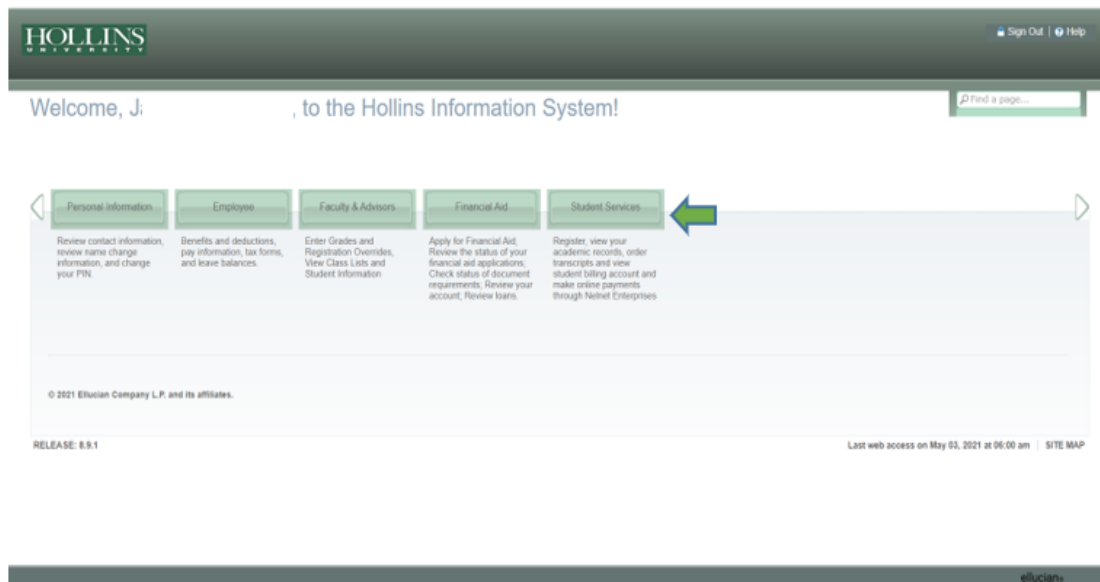 HOLLINS
UNIVERSITY
Sign Out | Help
Welcome, J , to the Hollins Information System!
Find a page...
Personal Information
Employee
Faculty & Advisors
Financial Aid
Student Services
Review contact information,
review name change
information, and change
your PIN.
Benefits and deductions,
pay information, tax forms,
and leave balances.
Enter Grades and
Registration Overrides,
View Class Lists and
Student Information
Apply for Financial Aid;
Review the status of your
financial aid applications;
Check status of document
requirements; Review your
account; Review loans.
Register, view your
academic records, order
transcripts and view
student billing account and
make online payments
through Nelnet Enterprises
© 2021 Ellucian Company L.P. and its affiliates.
RELEASE: 8.9.1
Last web access on May 03, 2021 at 06:00 am | SITE MAP
ellucian